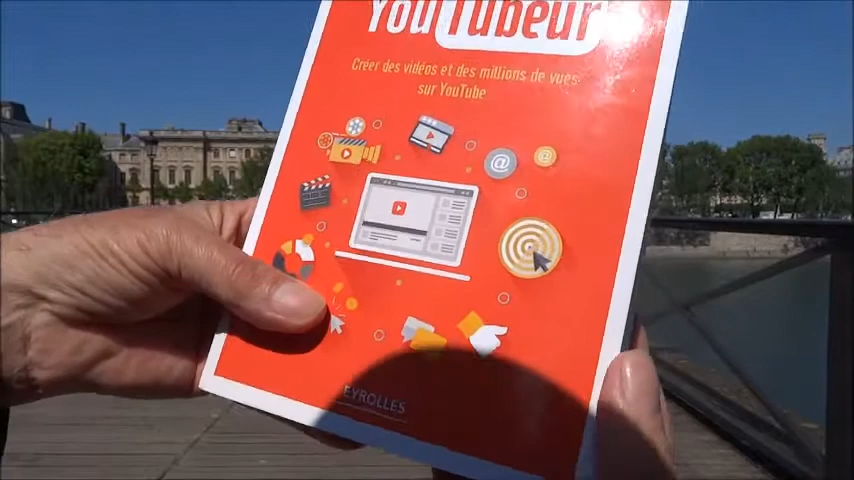 YouTubeur
Créer des vidéos et des millions de vues
sur YouTube
@
@
EYROLLES